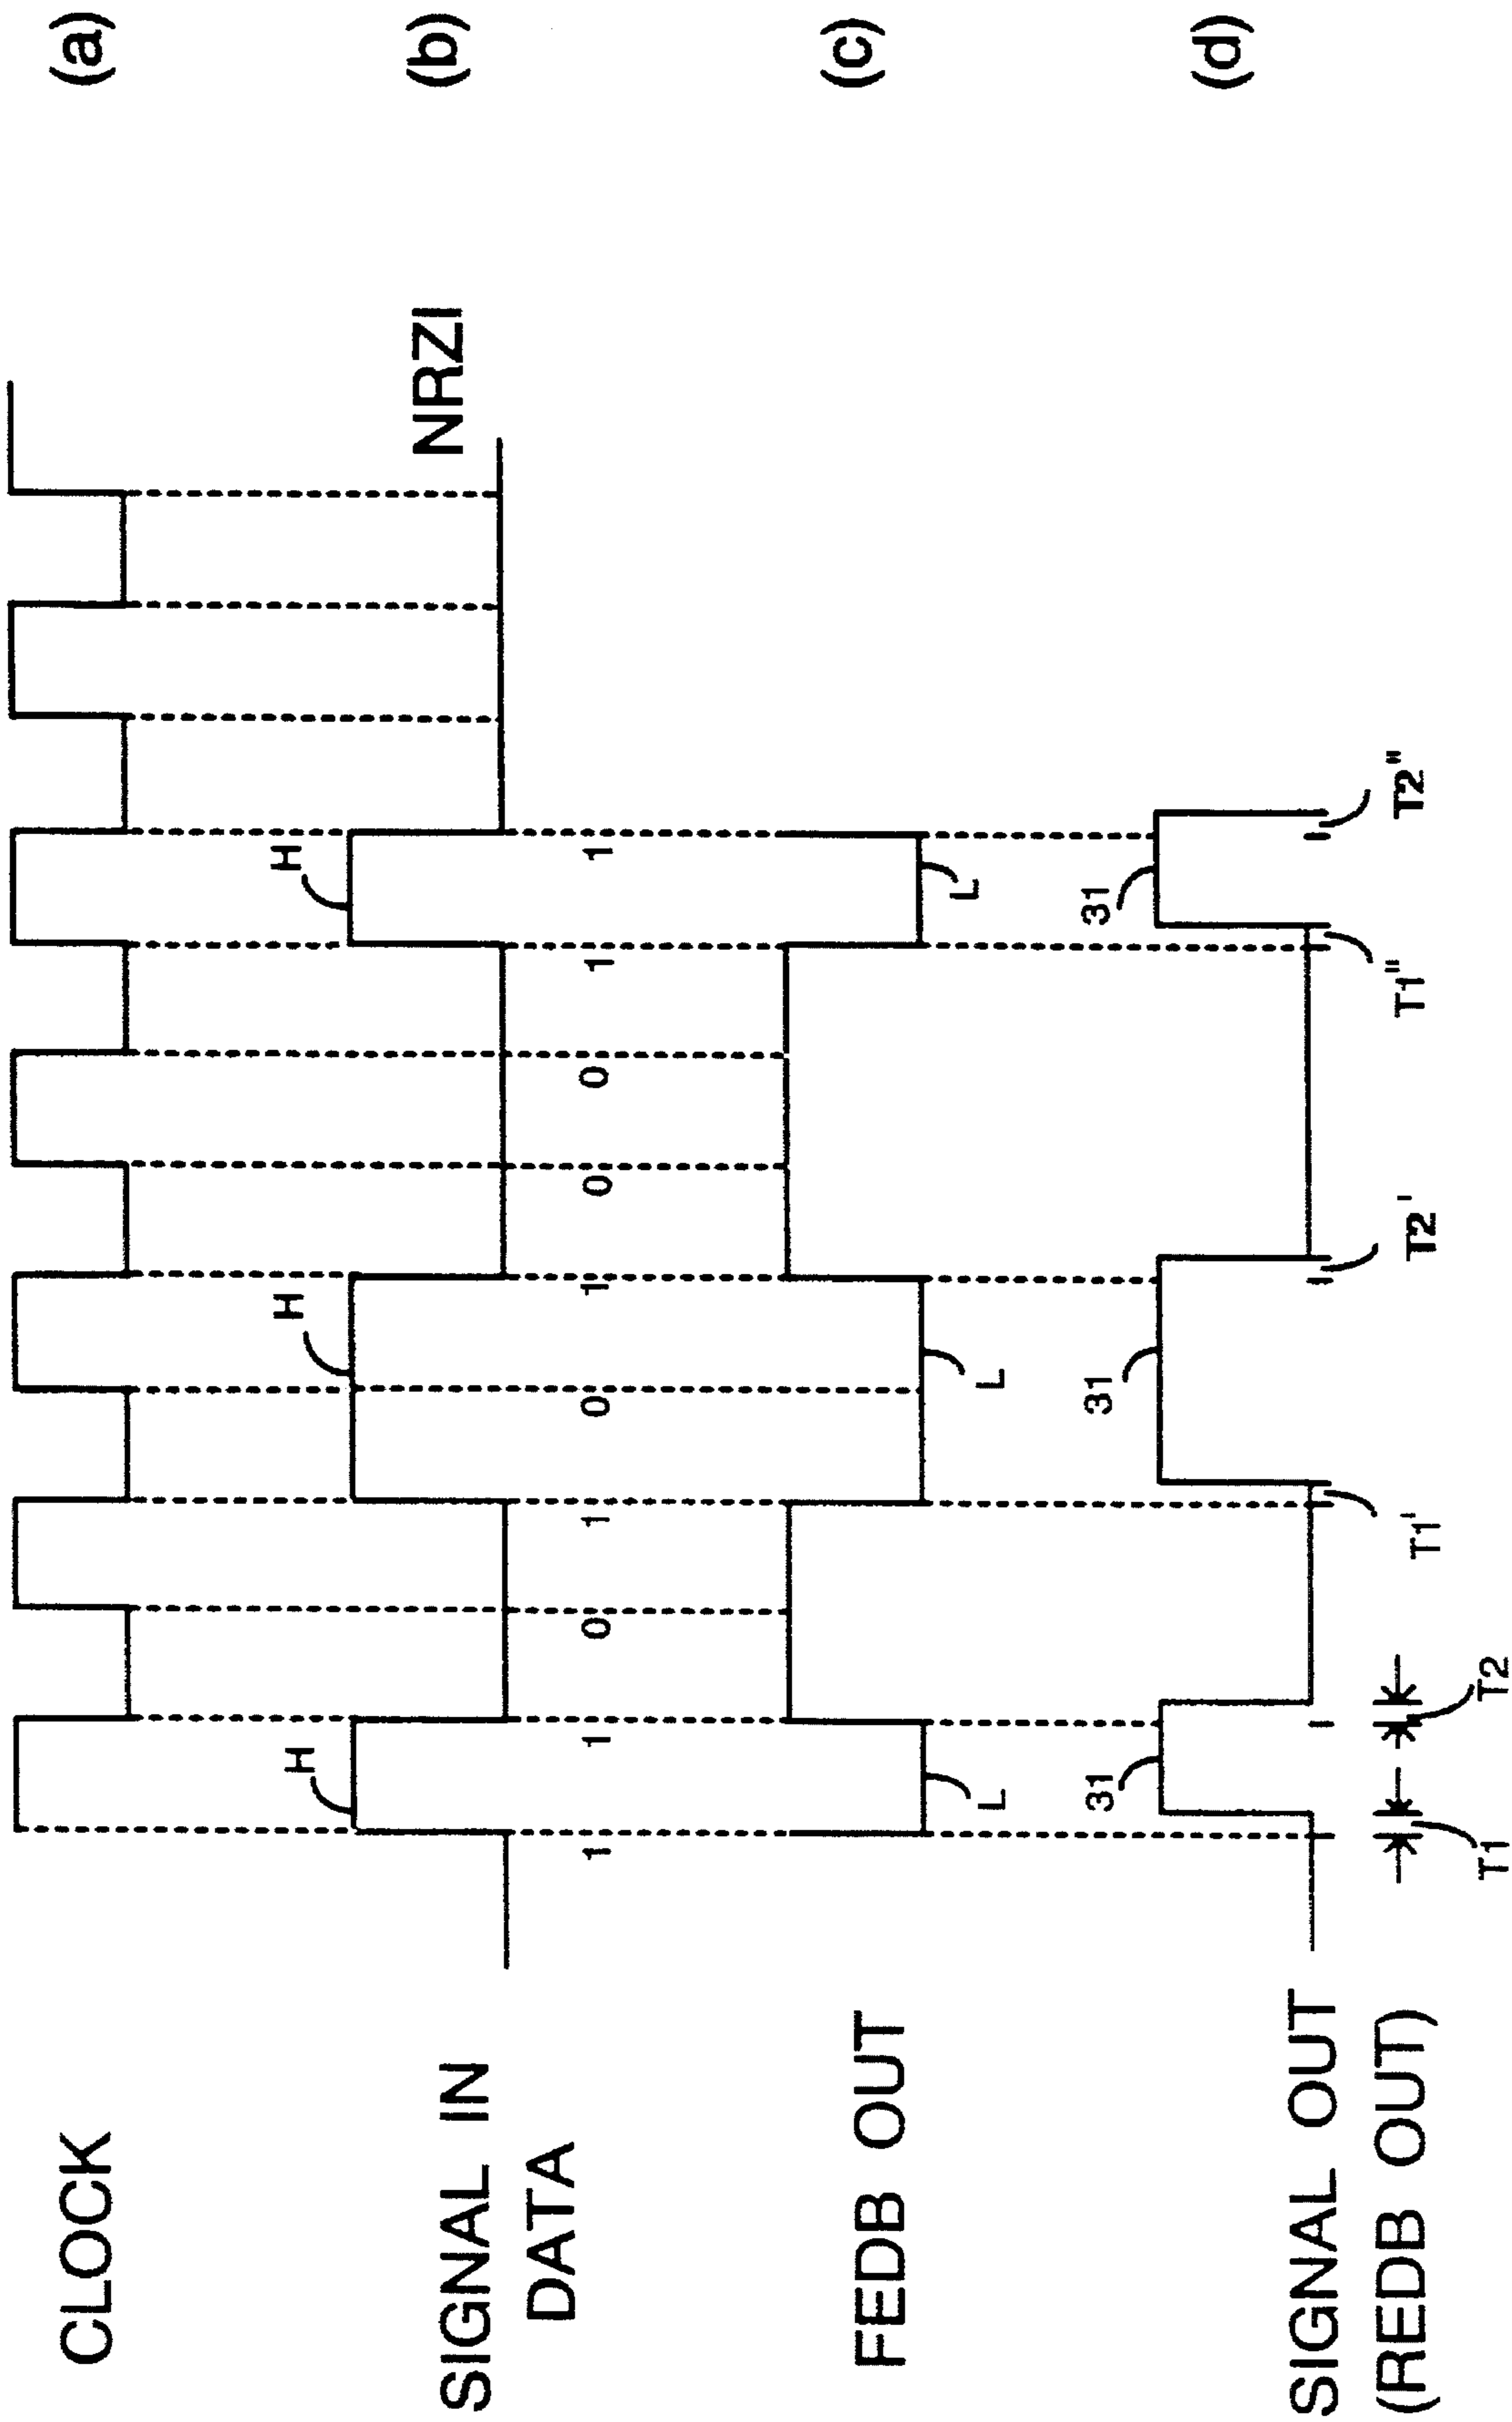 CLOCK
(a)
H
H
H
NRZI
SIGNAL IN
DATA
(b)
1 1 0 1 0 1 0 0 1 1
FEDB OUT
(c)
L
L
L
31
31
31
SIGNAL OUT
(REDB OUT)
(d)
T1
T2
T1'
T2'
T1"
T2"